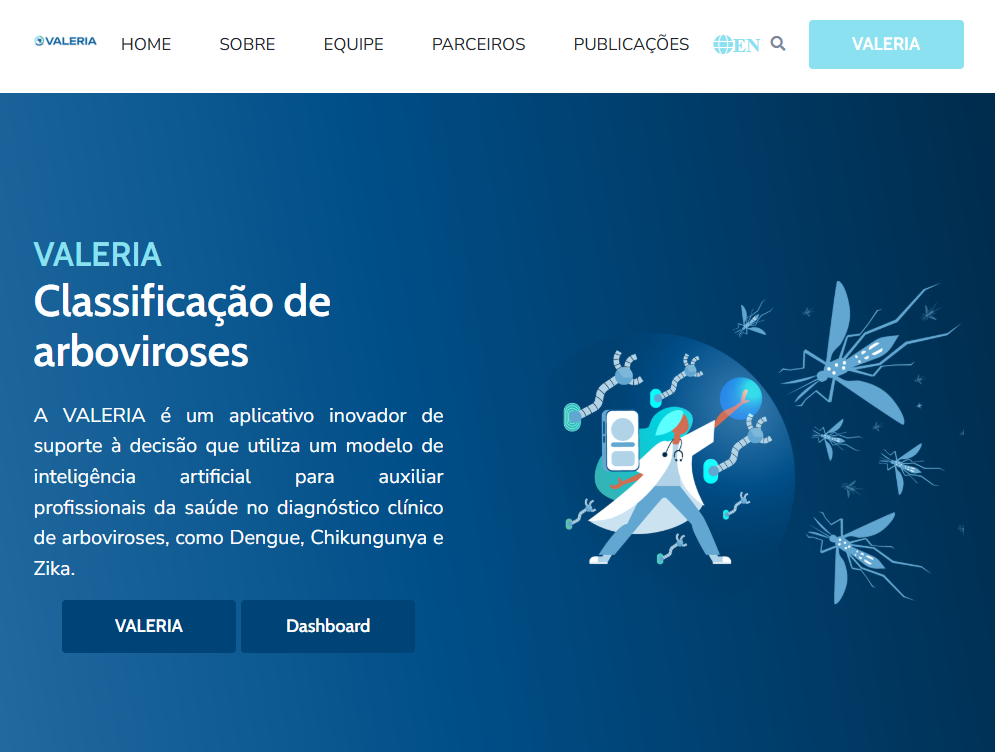 VALERIA HOME SOBRE EQUIPE PARCEIROS PUBLICAÇÕES EN VALERIA
VALERIA
Classificação de
arboviroses
A VALERIA é um aplicativo inovador de
suporte à decisão que utiliza um modelo de
inteligência artificial para auxiliar
profissionais da saúde no diagnóstico clínico
de arboviroses, como Dengue, Chikungunya e
Zika.
VALERIA Dashboard